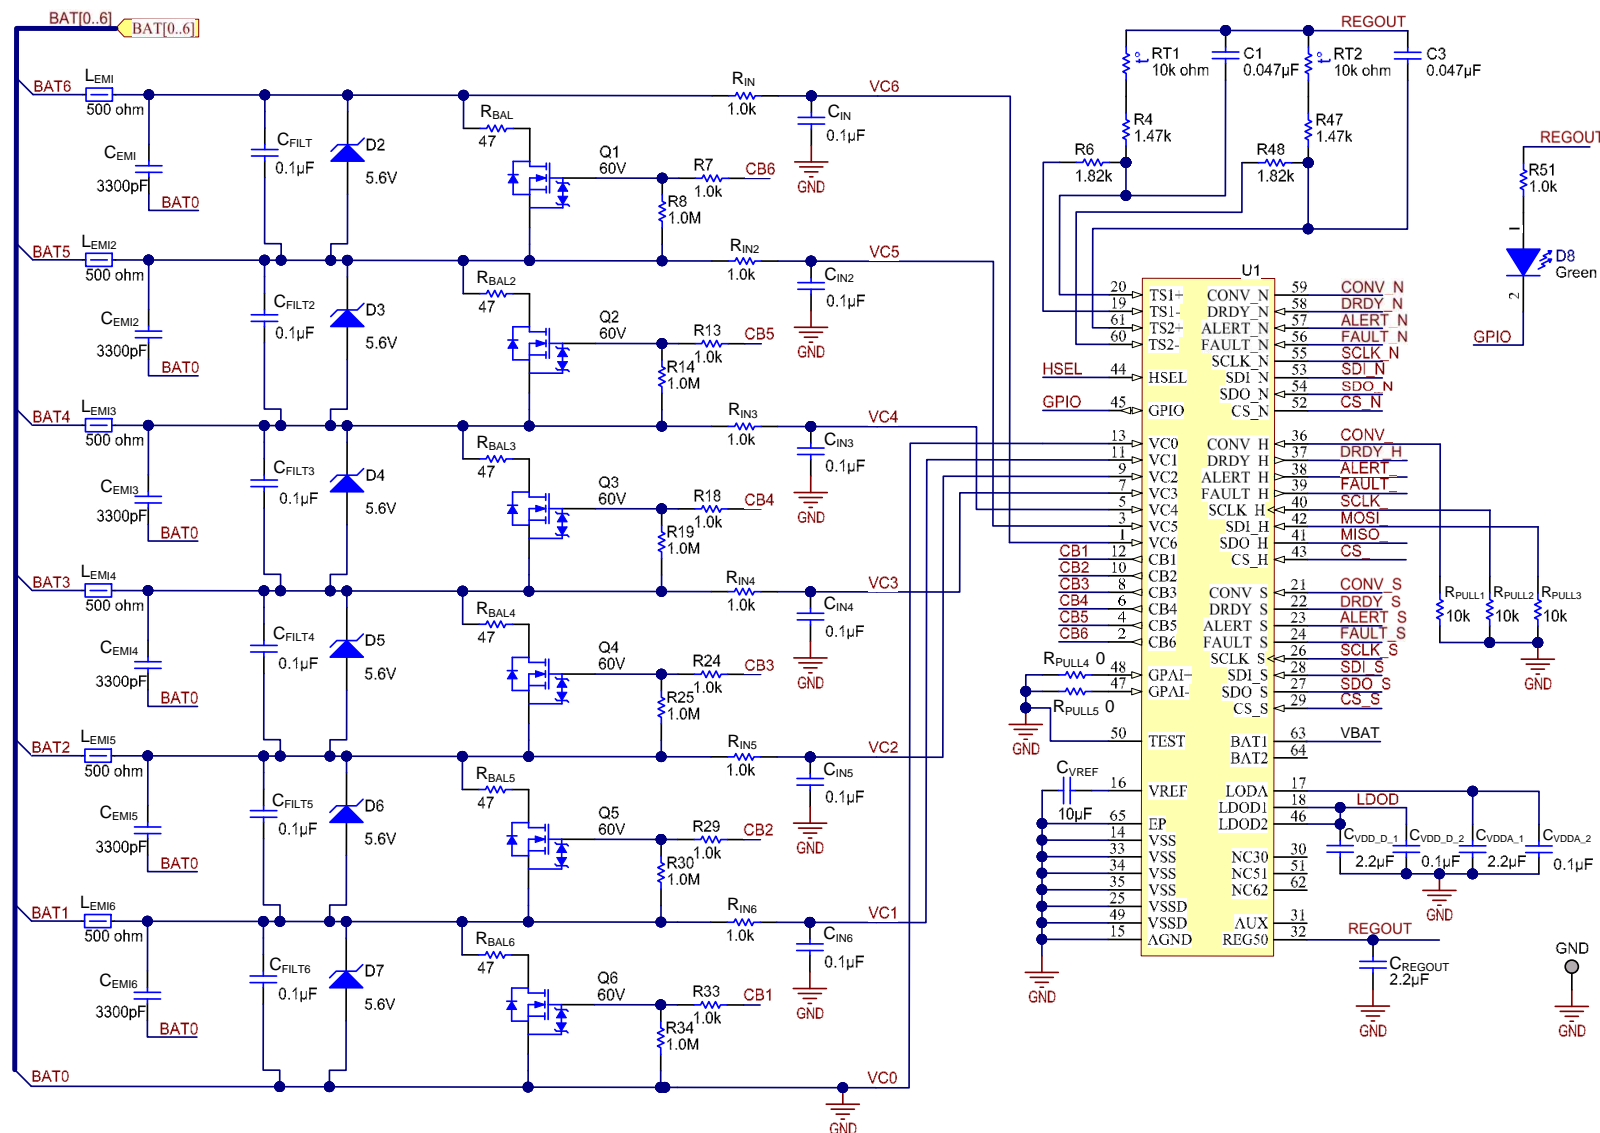 BAT[0..6]
BAT[0..6]
BAT6
LEMI
500 ohm
CEMI
3300pF
BAT0
CFILT
0.1µF
D2
5.6V
RBAL
47
Q1
60V
R7
1.0k
CB6
R8
1.0M
RIN
1.0k
VC6
CIN
0.1µF
GND
BAT5
LEMI2
500 ohm
CEMI2
3300pF
BAT0
CFILT2
0.1µF
D3
5.6V
RBAL2
47
Q2
60V
R13
1.0k
CB5
R14
1.0M
RIN2
1.0k
VC5
CIN2
0.1µF
GND
BAT4
LEMI3
500 ohm
CEMI3
3300pF
BAT0
CFILT3
0.1µF
D4
5.6V
RBAL3
47
Q3
60V
R18
1.0k
CB4
R19
1.0M
RIN3
1.0k
VC4
CIN3
0.1µF
GND
BAT3
LEMI4
500 ohm
CEMI4
3300pF
BAT0
CFILT4
0.1µF
D5
5.6V
RBAL4
47
Q4
60V
R24
1.0k
CB3
R25
1.0M
RIN4
1.0k
VC3
CIN4
0.1µF
GND
BAT2
LEMI5
500 ohm
CEMI5
3300pF
BAT0
CFILT5
0.1µF
D6
5.6V
RBAL5
47
Q5
60V
R29
1.0k
CB2
R30
1.0M
RIN5
1.0k
VC2
CIN5
0.1µF
GND
BAT1
LEMI6
500 ohm
CEMI6
3300pF
BAT0
CFILT6
0.1µF
D7
5.6V
RBAL6
47
Q6
60V
R33
1.0k
CB1
R34
1.0M
RIN6
1.0k
VC1
CIN6
0.1µF
GND
BAT0
VC0
GND
REGOUT
t°
RT1
10k ohm
C1
0.047µF
t°
RT2
10k ohm
C3
0.047µF
R4
1.47k
R47
1.47k
R6
1.82k
R48
1.82k
REGOUT
R51
1.0k
1
D8
Green
2
GPIO
U1
20 TS1+
19 TS1-
61 TS2+
60 TS2-
HSEL 44 HSEL
GPIO 45 GPIO
13 VC0
11 VC1
9 VC2
7 VC3
5 VC4
3 VC5
1 VC6
CB1 12 CB1
CB2 10 CB2
CB3 8 CB3
CB4 6 CB4
CB5 4 CB5
CB6 2 CB6
RPULL4 0
48 GPAI+
47 GPAI-
RPULL5 0
GND
50 TEST
CVREF
10µF
16 VREF
65 EP
14 VSS
33 VSS
34 VSS
35 VSS
25 VSSD
49 VSSD
15 AGND
GND
CONV_N 59 CONV_N
DRDY_N 58 DRDY_N
ALERT_N 57 ALERT_N
FAULT_N 56 FAULT_N
SCLK_N 55 SCLK_N
SDI_N 53 SDI_N
SDO_N 54 SDO_N
CS_N 52 CS_N
CONV_H 36 CONV_
DRDY_H 37 DRDY_H
ALERT_H 38 ALERT_
FAULT_H 39 FAULT_
SCLK_H 40 SCLK_
SDI_H 42 MOSI_
SDO_H 41 MISO_
CS_H 43 CS_
CONV_S 21 CONV_S
DRDY_S 22 DRDY_S
ALERT_S 23 ALERT_S
FAULT_S 24 FAULT_S
SCLK_S 26 SCLK_S
SDI_S 28 SDI_S
SDO_S 27 SDO_S
CS_S 29 CS_S
RPULL1
10k
RPULL2
10k
RPULL3
10k
GND
BAT1 63 VBAT
BAT2 64
LODA 17
LDOD1 18 LDOD
LDOD2 46
CVDD_D_1
2.2µF
CVDD_D_2
0.1µF
CVDDA_1
2.2µF
CVDDA_2
0.1µF
GND
NC30 30
NC51 51
NC62 62
AUX 31
REG50 32
REGOUT
CREGOUT
2.2µF
GND
GND
GND